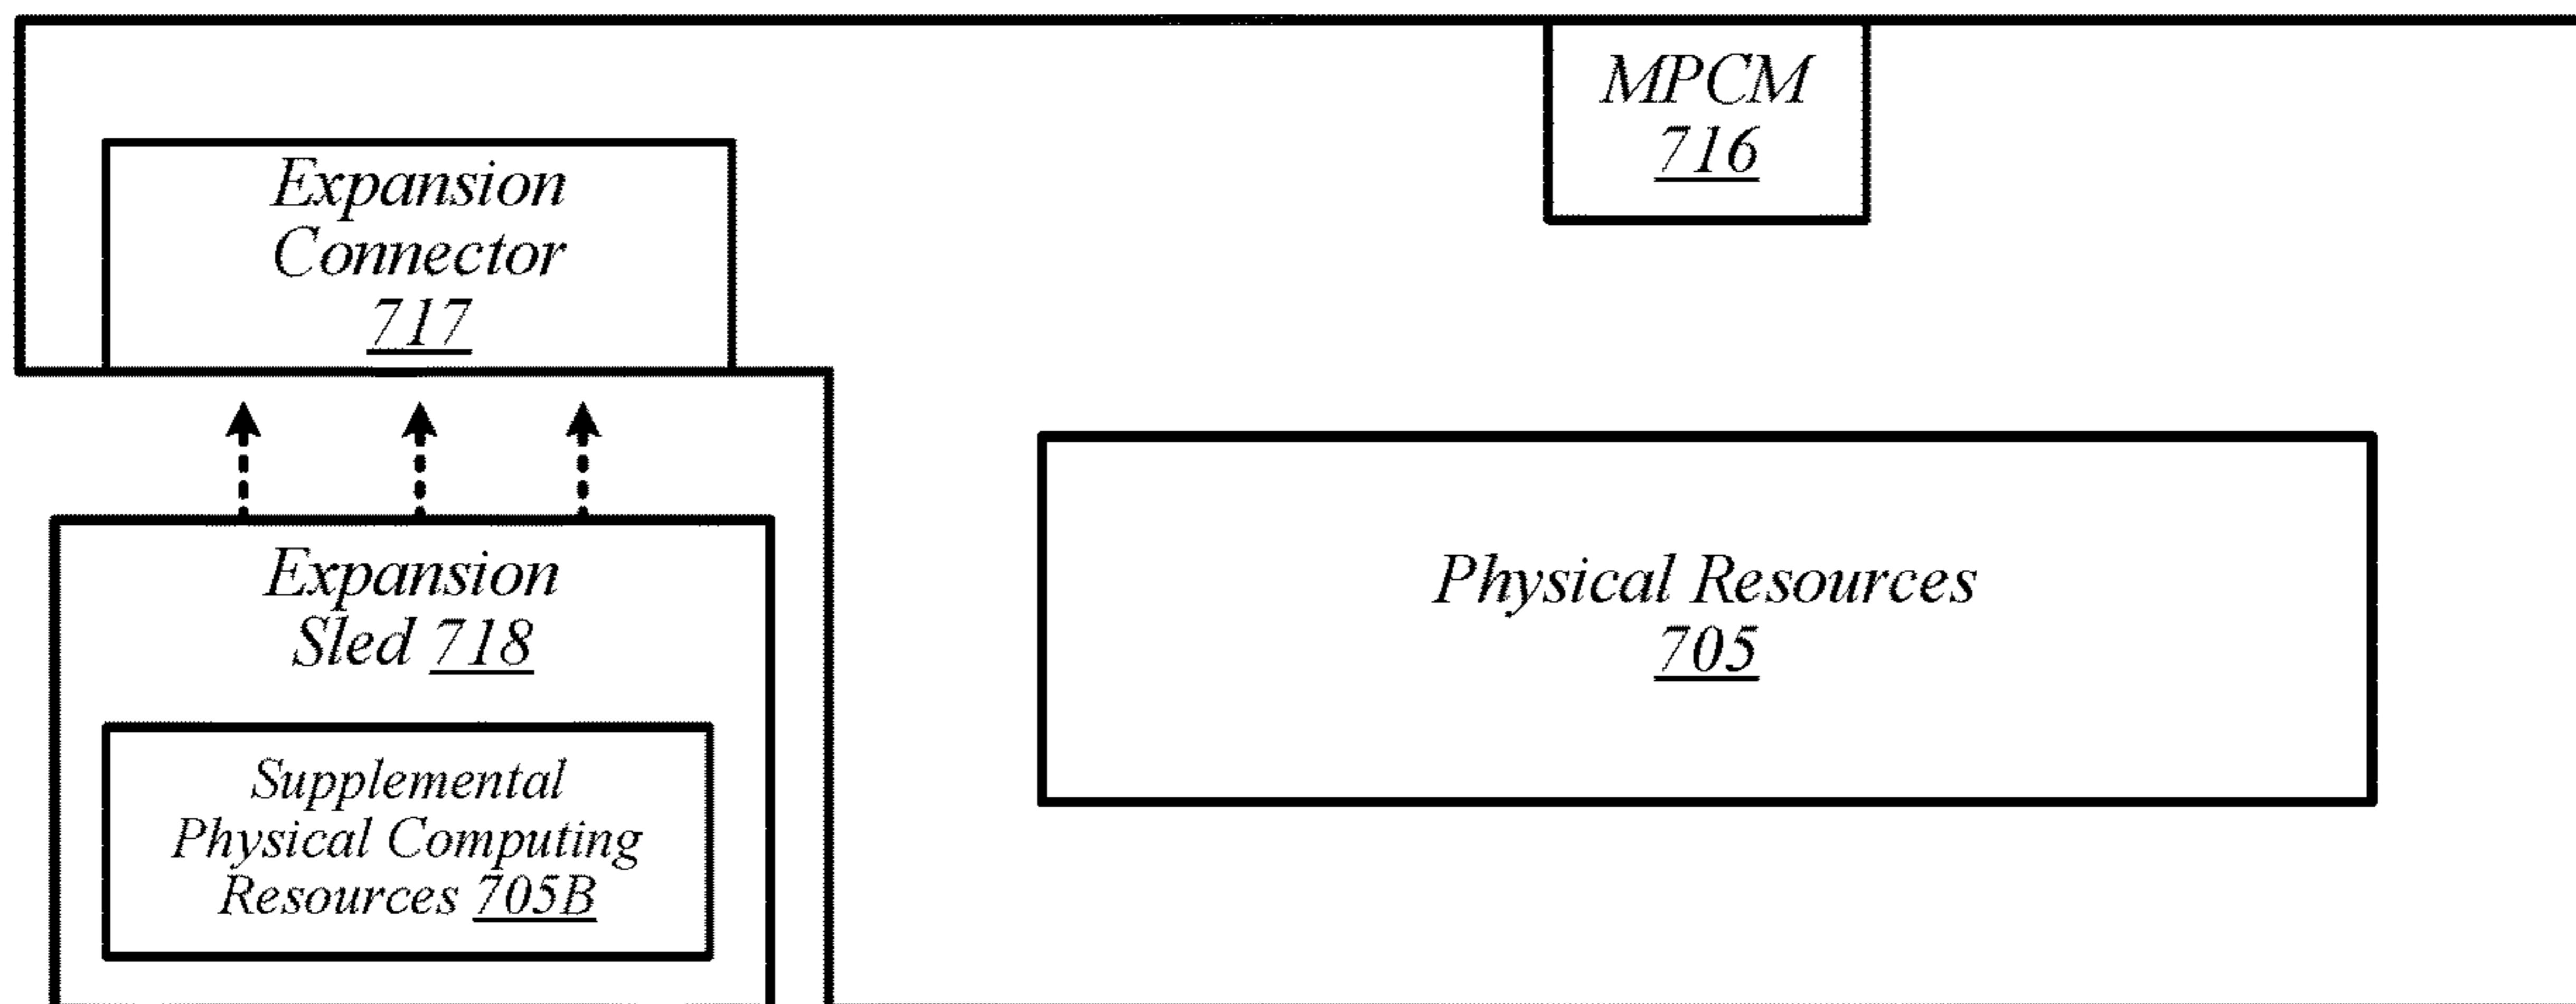 MPCM
716
Expansion
Connector
717
Expansion
Sled 718
Supplemental
Physical Computing
Resources 705B
Physical Resources
705